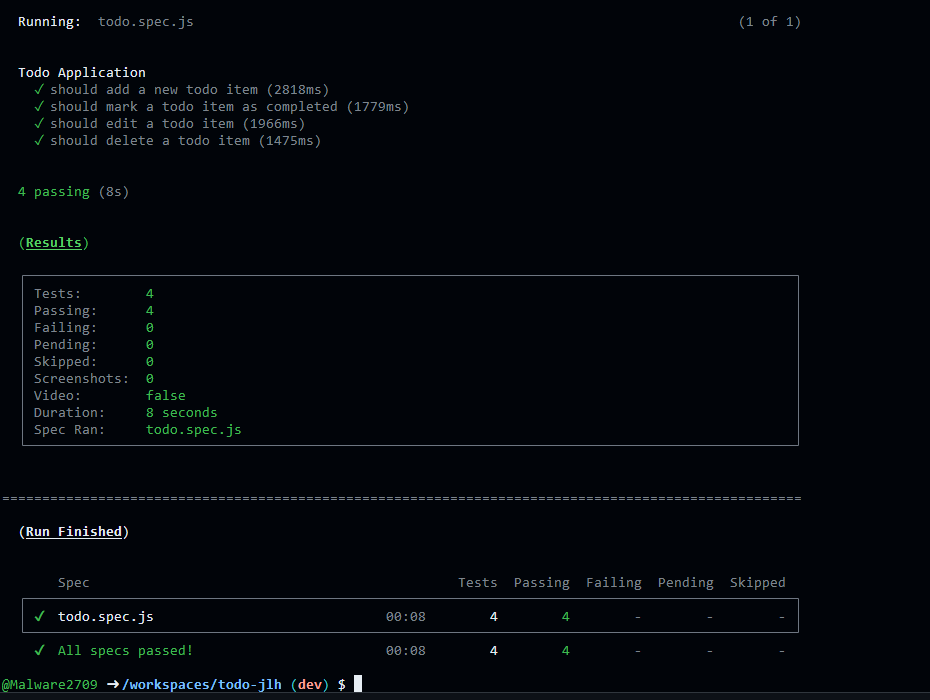 Running:  todo.spec.js                                                                    (1 of 1)
Todo Application
✓ should add a new todo item (2818ms)
✓ should mark a todo item as completed (1779ms)
✓ should edit a todo item (1966ms)
✓ should delete a todo item (1475ms)
4 passing (8s)
(Results)
Tests:        4
Passing:      4
Failing:      0
Pending:      0
Skipped:      0
Screenshots:  0
Video:        false
Duration:     8 seconds
Spec Ran:     todo.spec.js
====================================================================================================
(Run Finished)
Spec                                              Tests  Passing  Failing  Pending  Skipped
✓ todo.spec.js                             00:08        4        4        -        -        -
✓ All specs passed!                        00:08        4        4        -        -        -
@Malware2709 ➜/workspaces/todo-jlh (dev) $